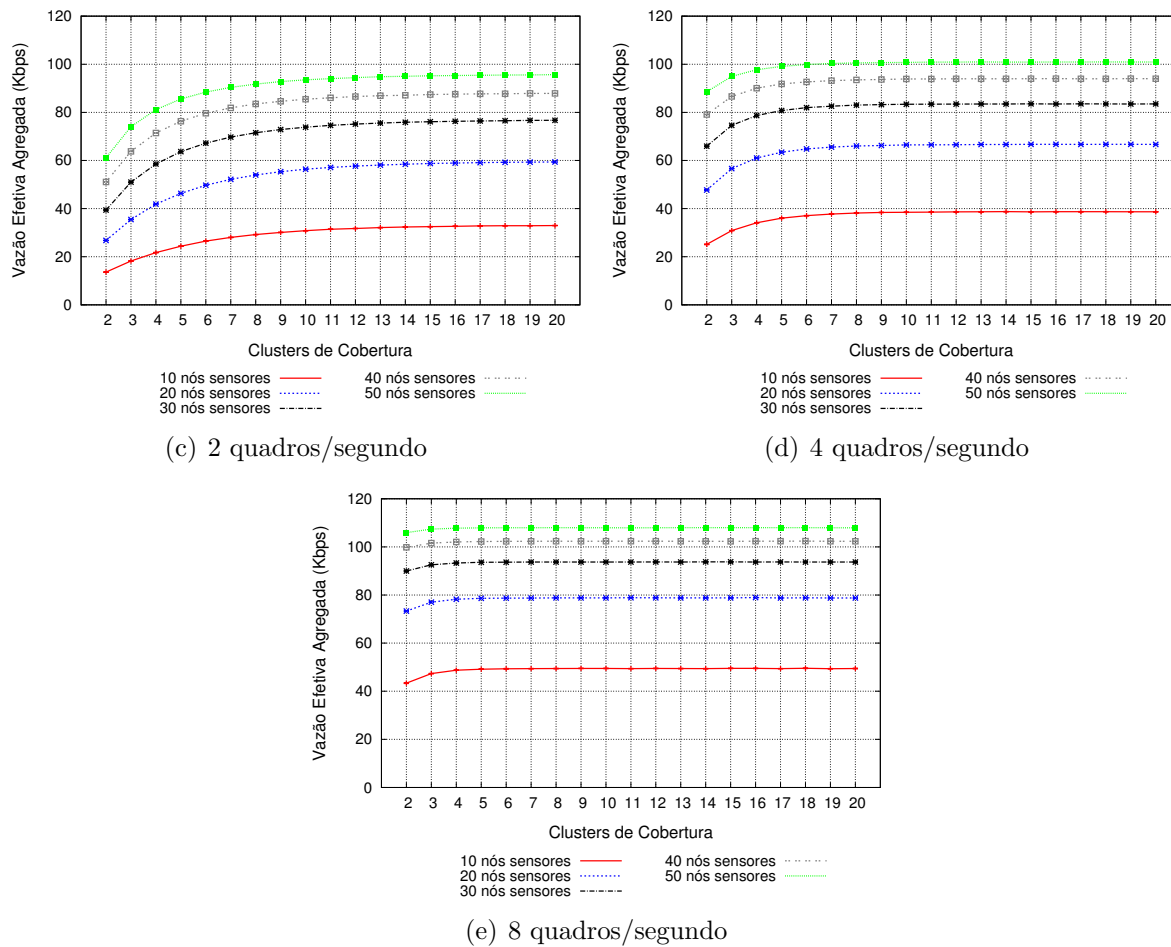 120
100
80
60
40
20
0
Vazão Efetiva Agregada (Kbps)
2 3 4 5 6 7 8 9 10 11 12 13 14 15 16 17 18 19 20
Clusters de Cobertura
10 nós sensores
20 nós sensores
30 nós sensores
40 nós sensores
50 nós sensores
(c) 2 quadros/segundo
120
100
80
60
40
20
0
Vazão Efetiva Agregada (Kbps)
2 3 4 5 6 7 8 9 10 11 12 13 14 15 16 17 18 19 20
Clusters de Cobertura
10 nós sensores
20 nós sensores
30 nós sensores
40 nós sensores
50 nós sensores
(d) 4 quadros/segundo
120
100
80
60
40
20
0
Vazão Efetiva Agregada (Kbps)
2 3 4 5 6 7 8 9 10 11 12 13 14 15 16 17 18 19 20
Clusters de Cobertura
10 nós sensores
20 nós sensores
30 nós sensores
40 nós sensores
50 nós sensores
(e) 8 quadros/segundo